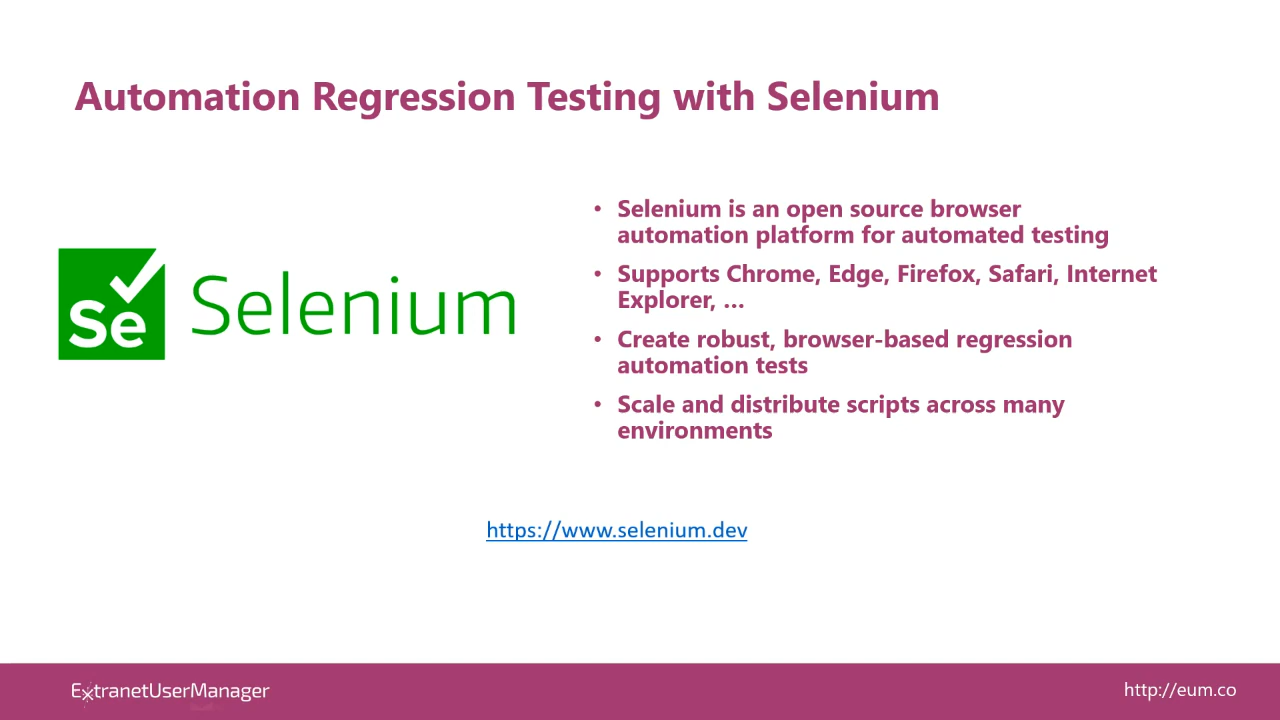 Automation Regression Testing with Selenium
Se Selenium
• Selenium is an open source browser
automation platform for automated testing
• Supports Chrome, Edge, Firefox, Safari, Internet
Explorer, ...
• Create robust, browser-based regression
automation tests
• Scale and distribute scripts across many
environments
https://www.selenium.dev
ExtranetUserManager
http://eum.co